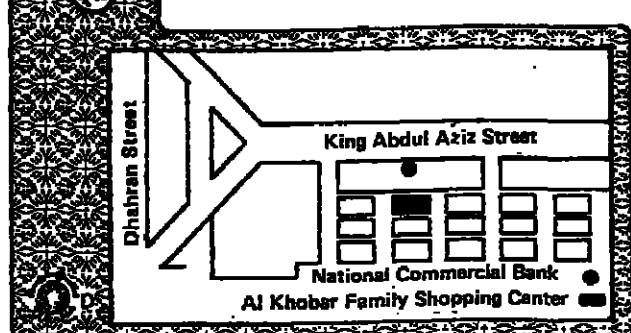 King Abdul Aziz Street
Dhahran Street
National Commercial Bank
Al Khobar Family Shopping Center